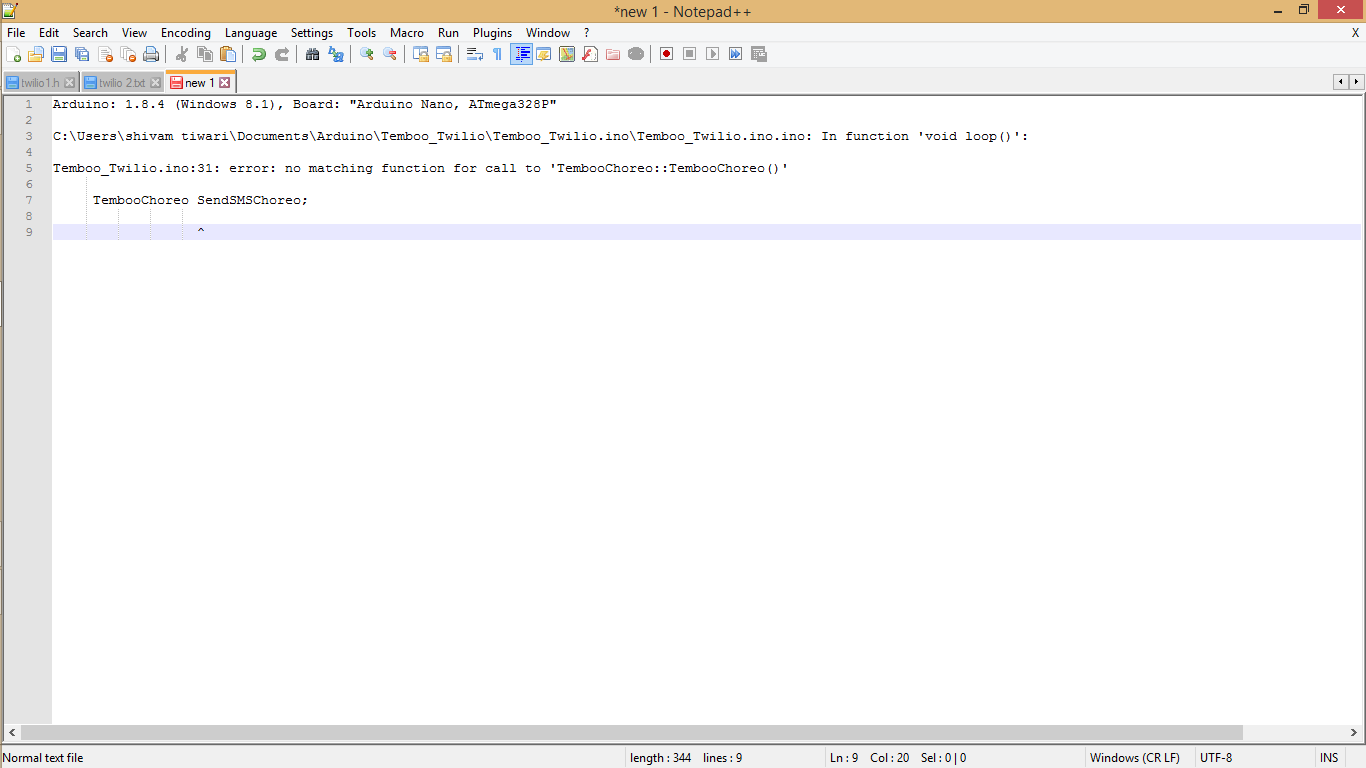 *new 1 - Notepad++
File Edit Search View Encoding Language Settings Tools Macro Run Plugins Window ? X
twilio1.h twilio 2.txt new 1
1 Arduino: 1.8.4 (Windows 8.1), Board: "Arduino Nano, ATmega328P"
2
3 C:\Users\shivam tiwari\Documents\Arduino\Temboo_Twilio\Temboo_Twilio.ino\Temboo_Twilio.ino.ino: In function 'void loop()':
4
5 Temboo_Twilio.ino:31: error: no matching function for call to 'TembooChoreo::TembooChoreo()'
6
7      TembooChoreo SendSMSChoreo;
8
9                   ^
Normal text file length : 344 lines : 9 Ln : 9 Col : 20 Sel : 0 | 0 Windows (CR LF) UTF-8 INS